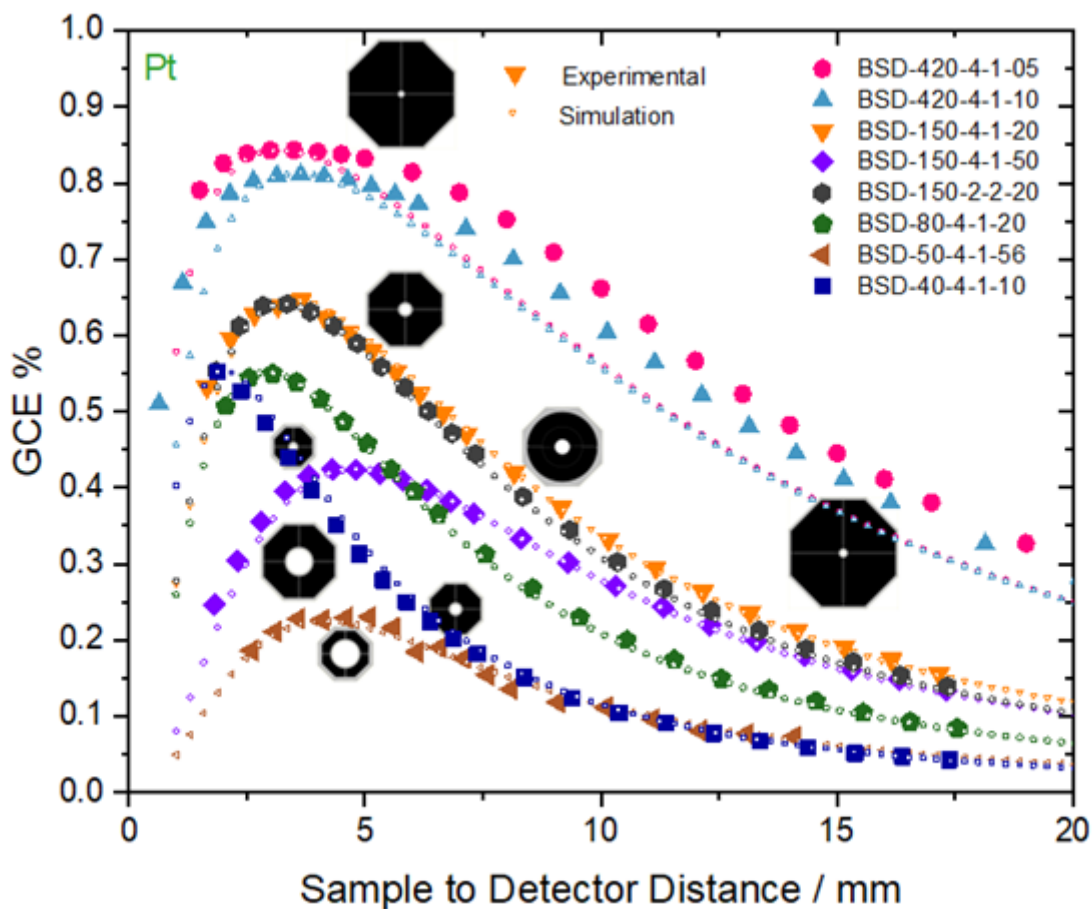 Pt
Experimental
Simulation
BSD-420-4-1-05
BSD-420-4-1-10
BSD-150-4-1-20
BSD-150-4-1-50
BSD-150-2-2-20
BSD-80-4-1-20
BSD-50-4-1-56
BSD-40-4-1-10
GCE %
1.0
0.9
0.8
0.7
0.6
0.5
0.4
0.3
0.2
0.1
0.0
0 5 10 15 20
Sample to Detector Distance / mm